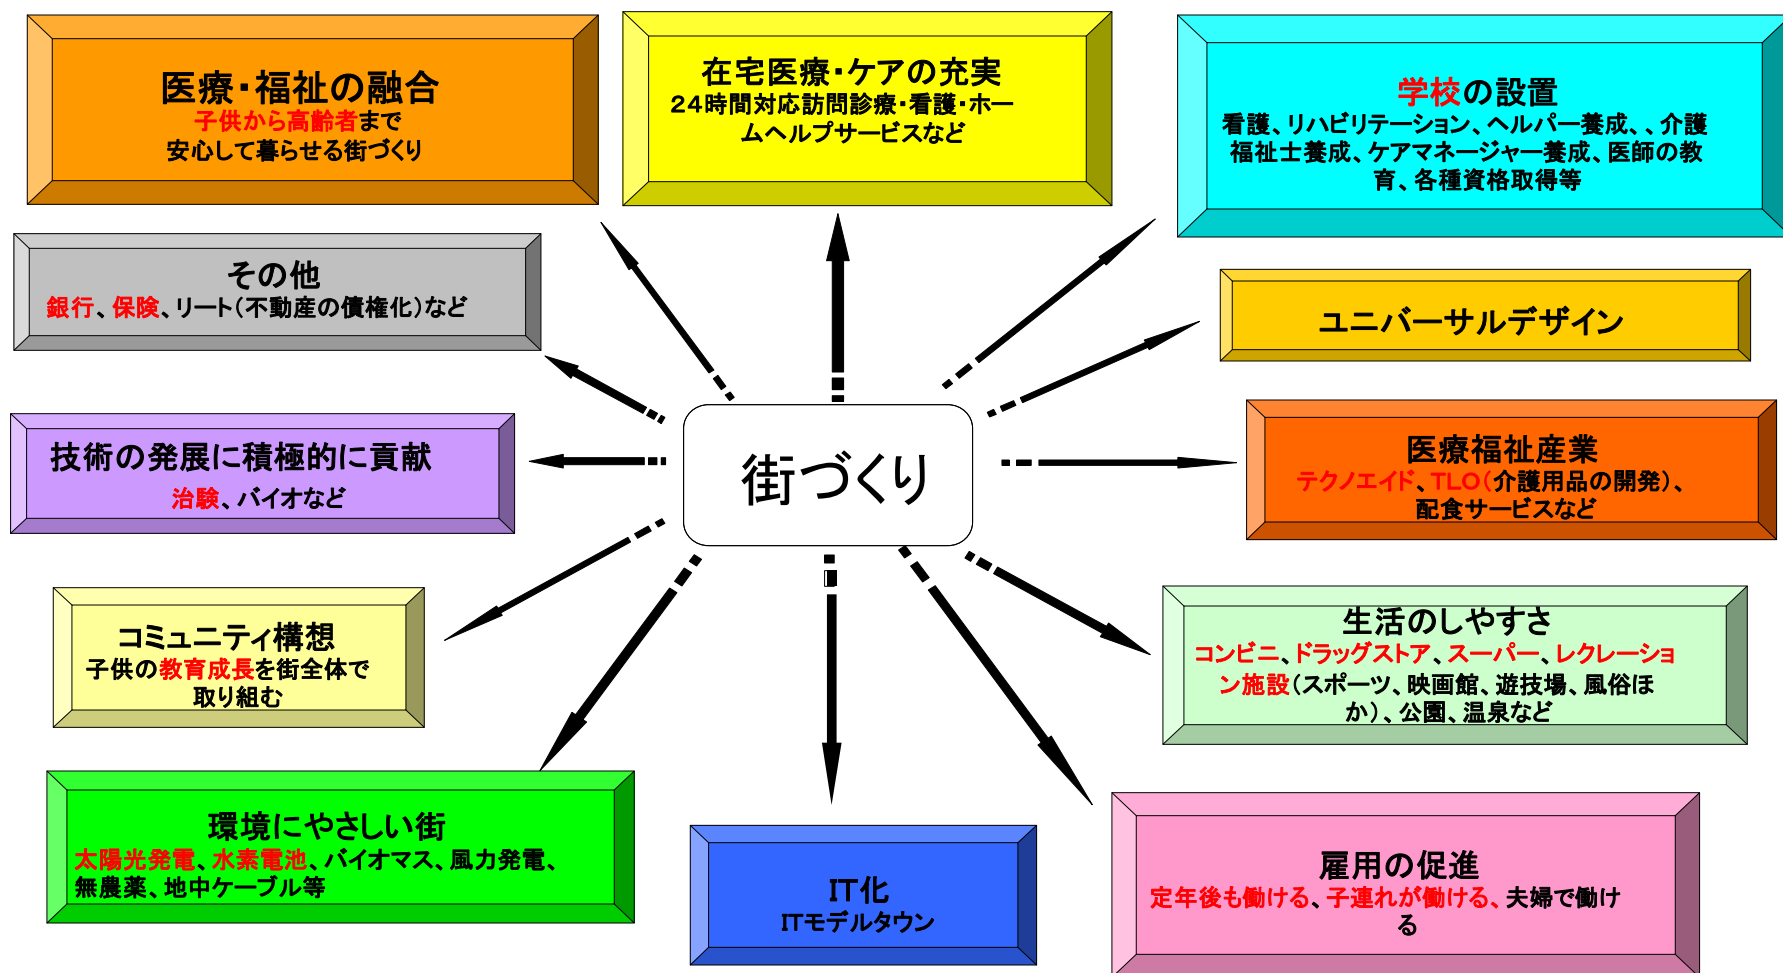 医療・福祉の融合
子供から高齢者まで
安心して暮らせる街づくり
在宅医療・ケアの充実
24時間対応訪問診療・看護・ホー
ムヘルプサービスなど
学校の設置
看護、リハビリテーション、ヘルパー養成、、介護
福祉士養成、ケアマネージャー養成、医師の教
育、各種資格取得等
その他
銀行、保険、リート(不動産の債権化)など
ユニバーサルデザイン
技術の発展に積極的に貢献
治験、バイオなど
街づくり
医療福祉産業
テクノエイド、TLO(介護用品の開発)、
配食サービスなど
コミュニティ構想
子供の教育成長を街全体で
取り組む
生活のしやすさ
コンビニ、ドラッグストア、スーパー、レクレーショ
ン施設(スポーツ、映画館、遊技場、風俗ほ
か)、公園、温泉など
環境にやさしい街
太陽光発電、水素電池、バイオマス、風力発電、
無農薬、地中ケーブル等
IT化
ITモデルタウン
雇用の促進
定年後も働ける、子連れが働ける、夫婦で働け
る